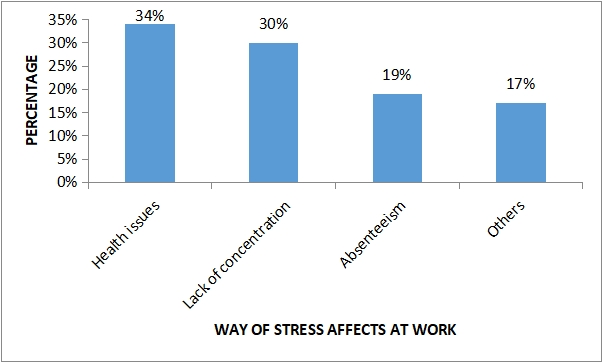 34%
30%
19%
17%
35%
30%
25%
20%
15%
10%
5%
0%
PERCENTAGE
Health issues
Lack of concentration
Absenteeism
Others
WAY OF STRESS AFFECTS AT WORK